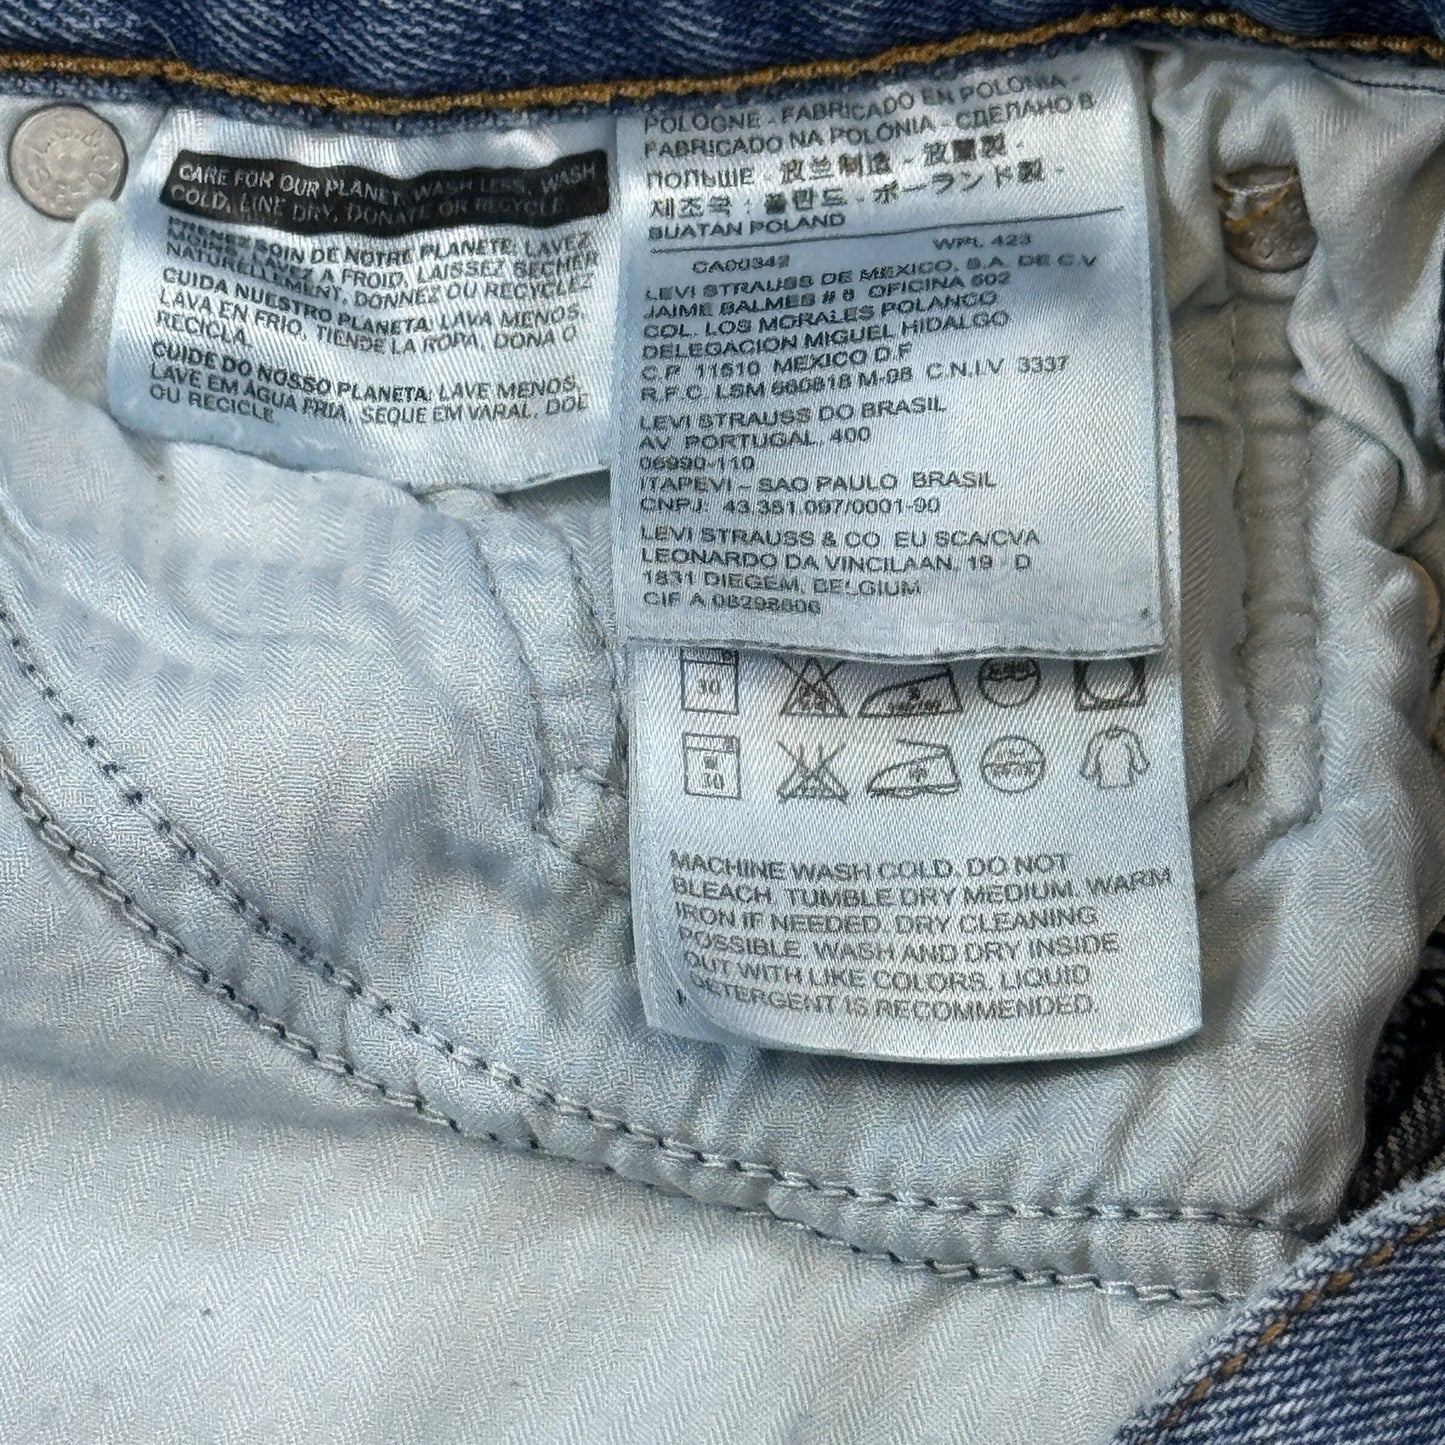 CARE FOR OUR PLANET: WASH LESS, WASH
COLD, LINE DRY, DONATE OR RECYCLE
PRENEZ SOIN DE NOTRE PLANETE: LAVEZ
MOINS, LAVEZ A FROID, LAISSEZ SECHER
NATURELLEMENT, DONNEZ OU RECYCLEZ
CUIDA NUESTRO PLANETA: LAVA MENOS,
LAVA EN FRIO, TIENDE LA ROPA, DONA O
RECICLA.
CUIDE DO NOSSO PLANETA: LAVE MENOS,
LAVE EM ÁGUA FRIA, SEQUE EM VARAL, DOE
OU RECICLE
POLOGNE - FABRICADO EN POLONIA -
FABRICADO NA POLÔNIA - СДЕЛАНО В
ПОЛЬШЕ - 波兰制造 - 波蘭製 -
제조국 : 폴란드 - ポーランド製 -
BUATAN POLAND
CA00342 WPL 423
LEVI STRAUSS DE MEXICO, S.A. DE C.V
JAIME BALMES # 8, OFICINA 602
COL. LOS MORALES POLANCO
DELEGACION MIGUEL HIDALGO
C.P. 11510 MEXICO D.F
R.F.C. LSM 660818 M-98 C.N.I.V 3337
LEVI STRAUSS DO BRASIL
AV. PORTUGAL, 400
06690-110
ITAPEVI - SAO PAULO BRASIL
CNPJ: 43.351.097/0001-90
LEVI STRAUSS & CO. EU SCA/CVA
LEONARDO DA VINCILAAN, 19 D
1831 DIEGEM, BELGIUM
CIF A 08298806
30
30
MACHINE WASH COLD. DO NOT
BLEACH. TUMBLE DRY MEDIUM. WARM
IRON IF NEEDED. DRY CLEANING
POSSIBLE. WASH AND DRY INSIDE
OUT WITH LIKE COLORS. LIQUID
DETERGENT IS RECOMMENDED.